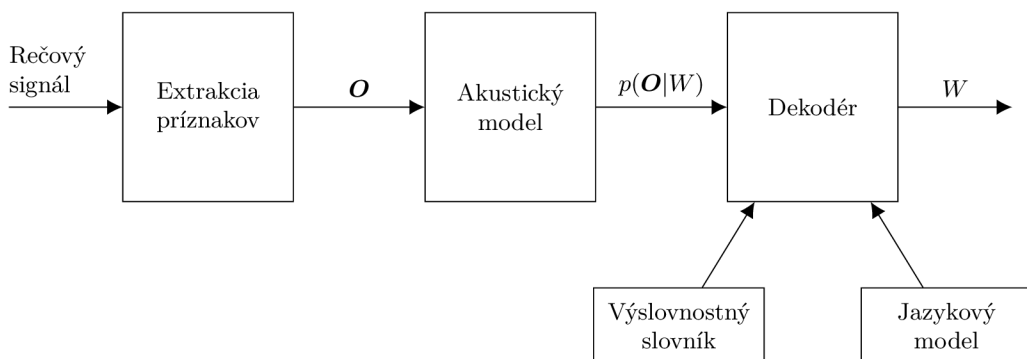 Rečový
signál
Extrakcia
príznakov
O
Akustický
model
p(O|W)
Dekodér
W
Výslovnostný
slovník
Jazykový
model